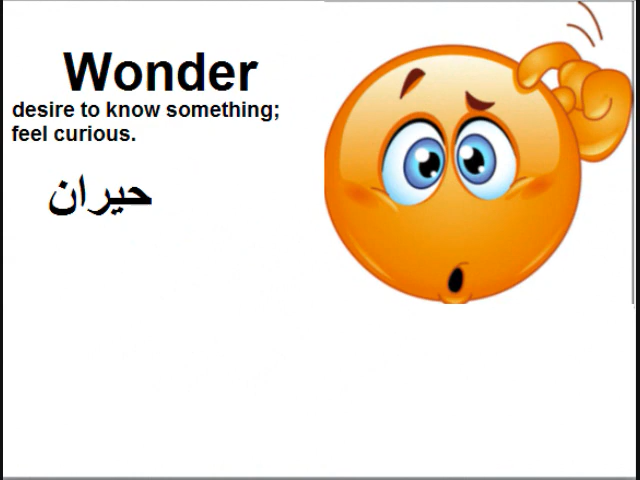 Wonder
desire to know something;
feel curious.
حیران